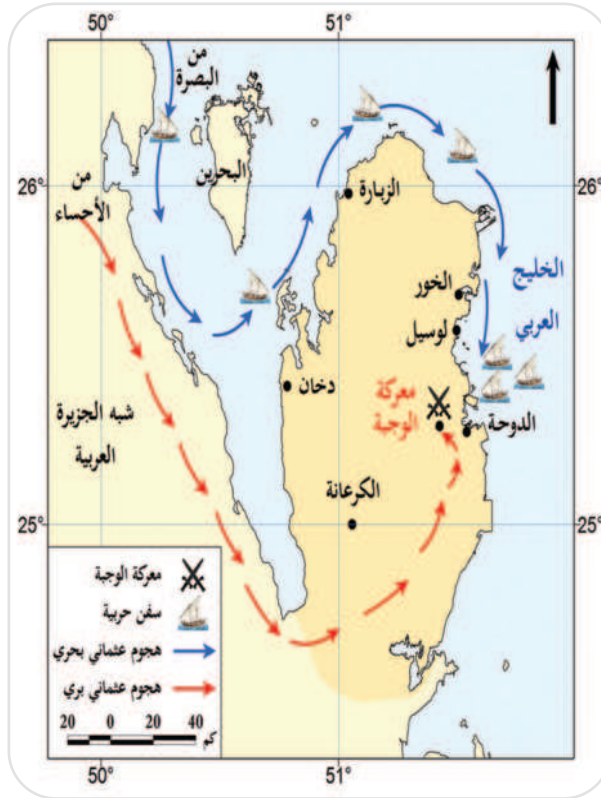 50°
51°
من
البصرة
البحرين
26°
26°
الزبارة
من
الأحساء
الخليج
العربي
الخور
لوسيل
دخان
معركة
الوجبة
الدوحة
شبه الجزيرة
العربية
الكرعانة
25°
25°
معركة الوجبة
سفن حربية
هجوم عثماني بحري
هجوم عثماني بري
20 0 20 40 كم
50°
51°